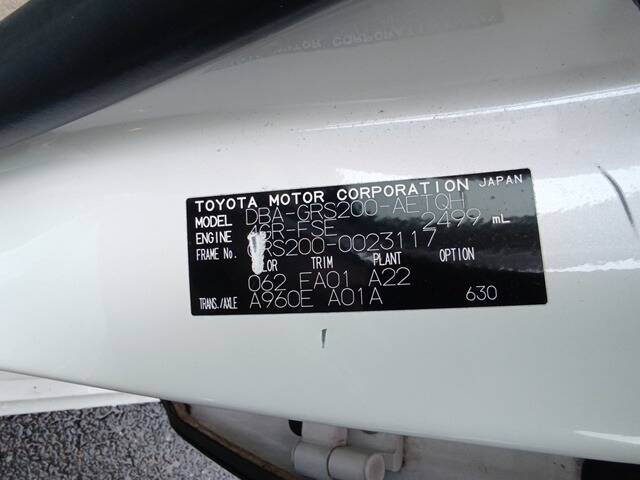 TOYOTA MOTOR CORPORATION JAPAN
MODEL DBA-GRS200-AETQH
ENGINE 4GR-FSE 2499 mL
FRAME No. GRS200-0023117
COLOR TRIM PLANT OPTION
062 FA01 A22
TRANS./AXLE A960E A01A 630